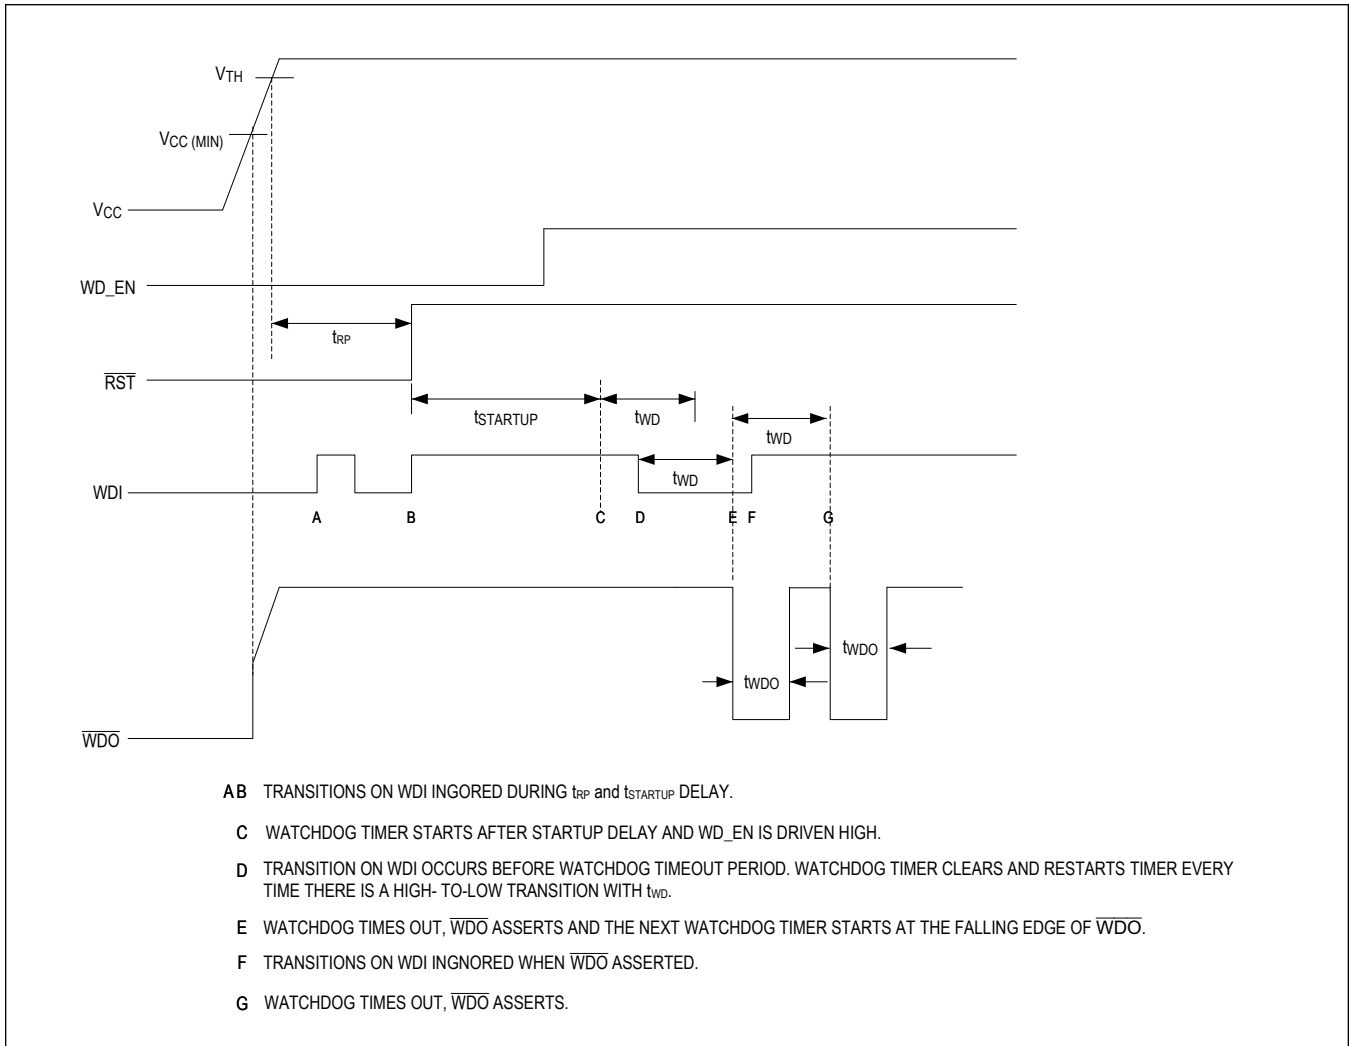 VTH
VCC (MIN)
VCC
WD_EN
tRP
RST
tSTARTUP
tWD
tWD
tWD
WDI
A B C D E F G
tWDO
tWDO
WDO
AB TRANSITIONS ON WDI INGORED DURING tRP and tSTARTUP DELAY.
C WATCHDOG TIMER STARTS AFTER STARTUP DELAY AND WD_EN IS DRIVEN HIGH.
D TRANSITION ON WDI OCCURS BEFORE WATCHDOG TIMEOUT PERIOD. WATCHDOG TIMER CLEARS AND RESTARTS TIMER EVERY
TIME THERE IS A HIGH- TO-LOW TRANSITION WITH tWD.
E WATCHDOG TIMES OUT, WDO ASSERTS AND THE NEXT WATCHDOG TIMER STARTS AT THE FALLING EDGE OF WDO.
F TRANSITIONS ON WDI INGNORED WHEN WDO ASSERTED.
G WATCHDOG TIMES OUT, WDO ASSERTS.